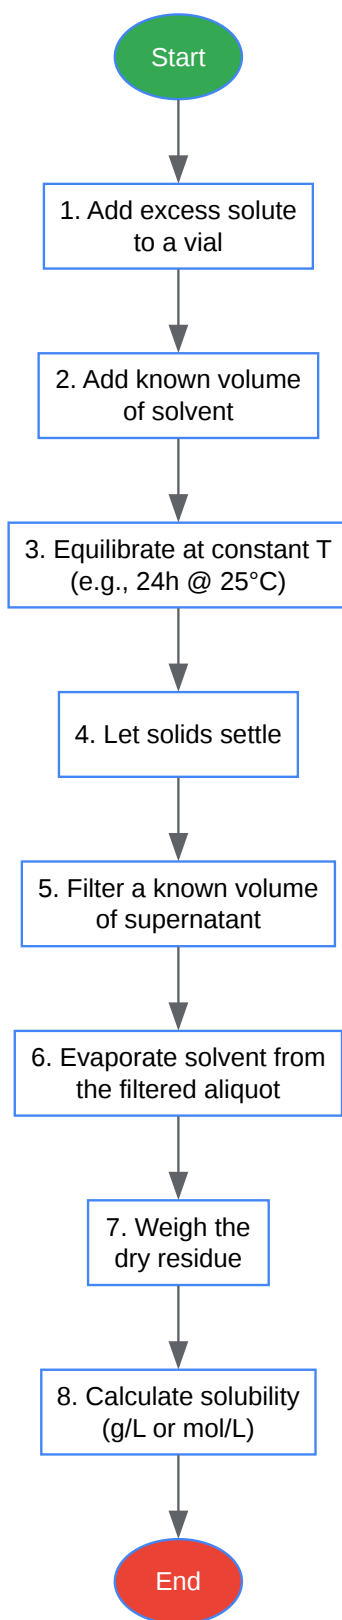 Start
1. Add excess solute
to a vial
2. Add known volume
of solvent
3. Equilibrate at constant T
(e.g., 24h @ 25°C)
4. Let solids settle
5. Filter a known volume
of supernatant
6. Evaporate solvent from
the filtered aliquot
7. Weigh the
dry residue
8. Calculate solubility
(g/L or mol/L)
End